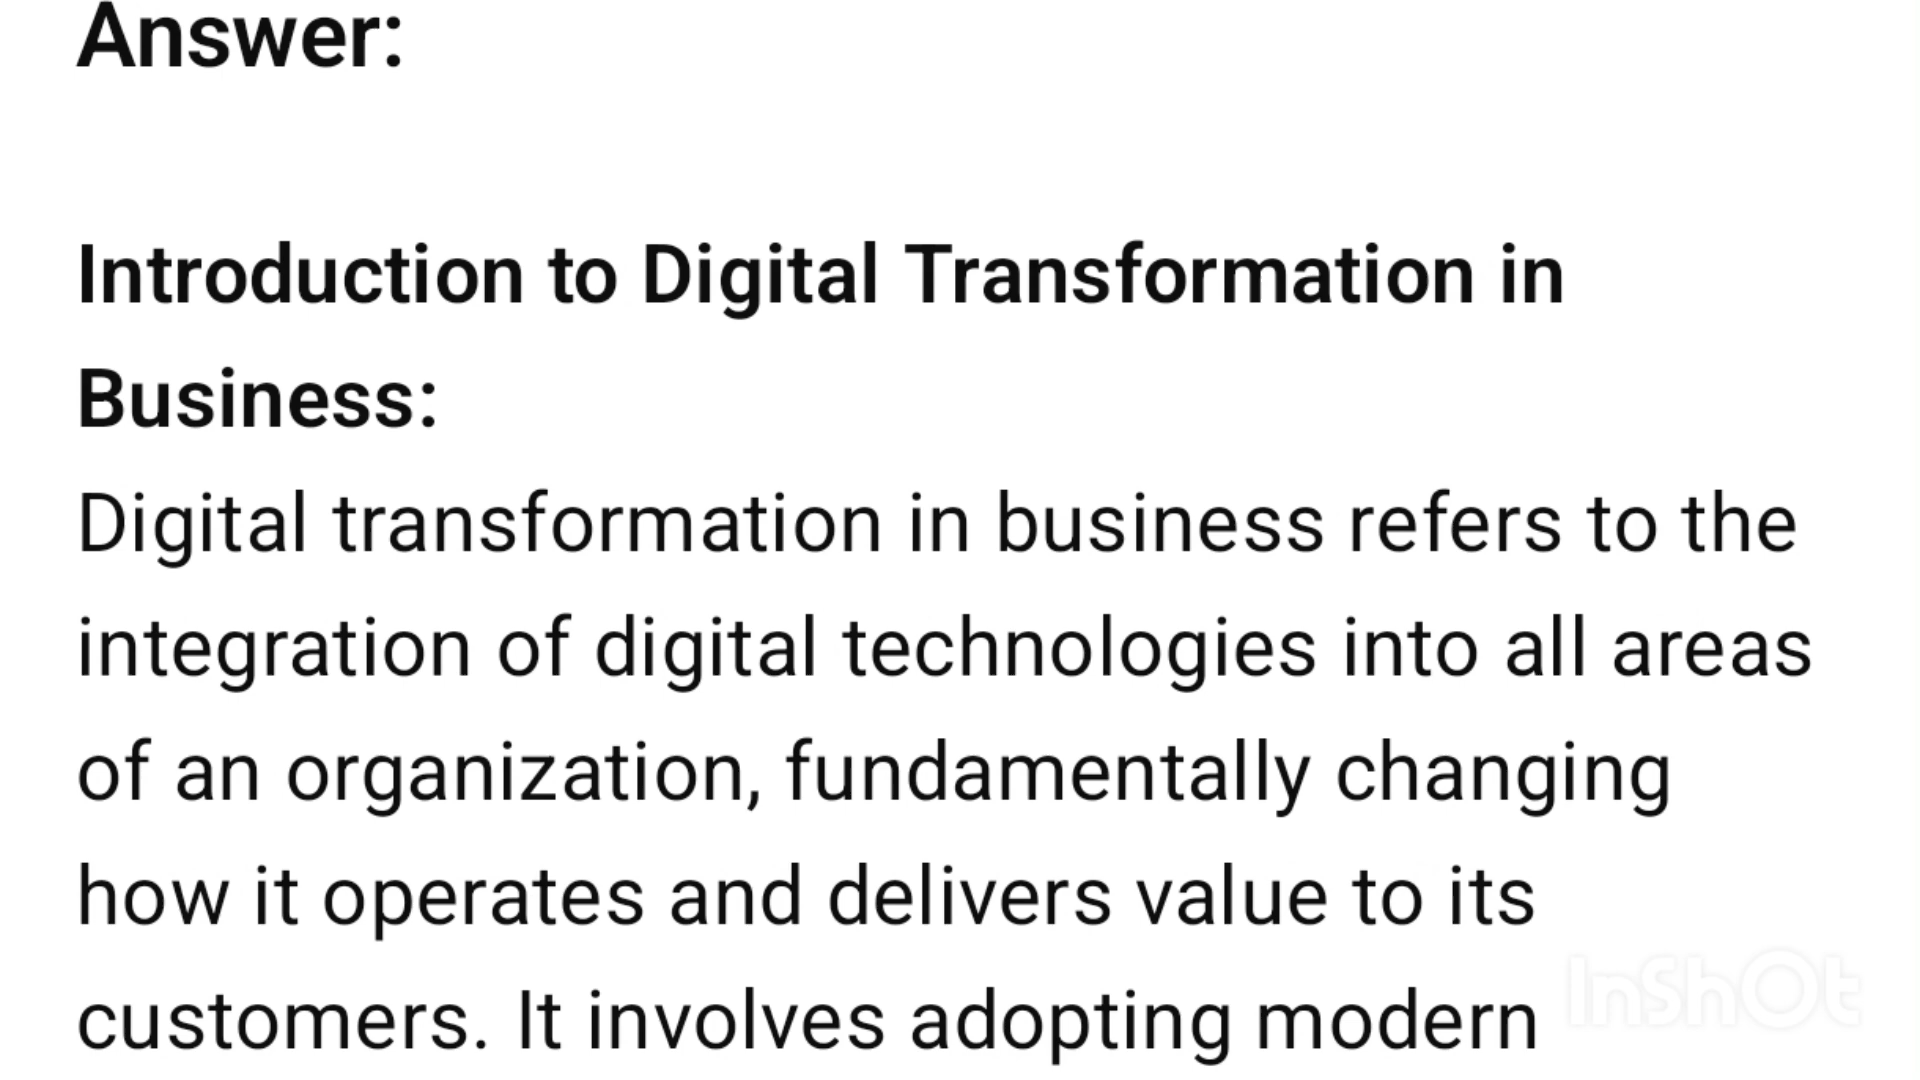 Answer:
Introduction to Digital Transformation in
Business:
Digital transformation in business refers to the
integration of digital technologies into all areas
of an organization, fundamentally changing
how it operates and delivers value to its
customers. It involves adopting modern
InShOt